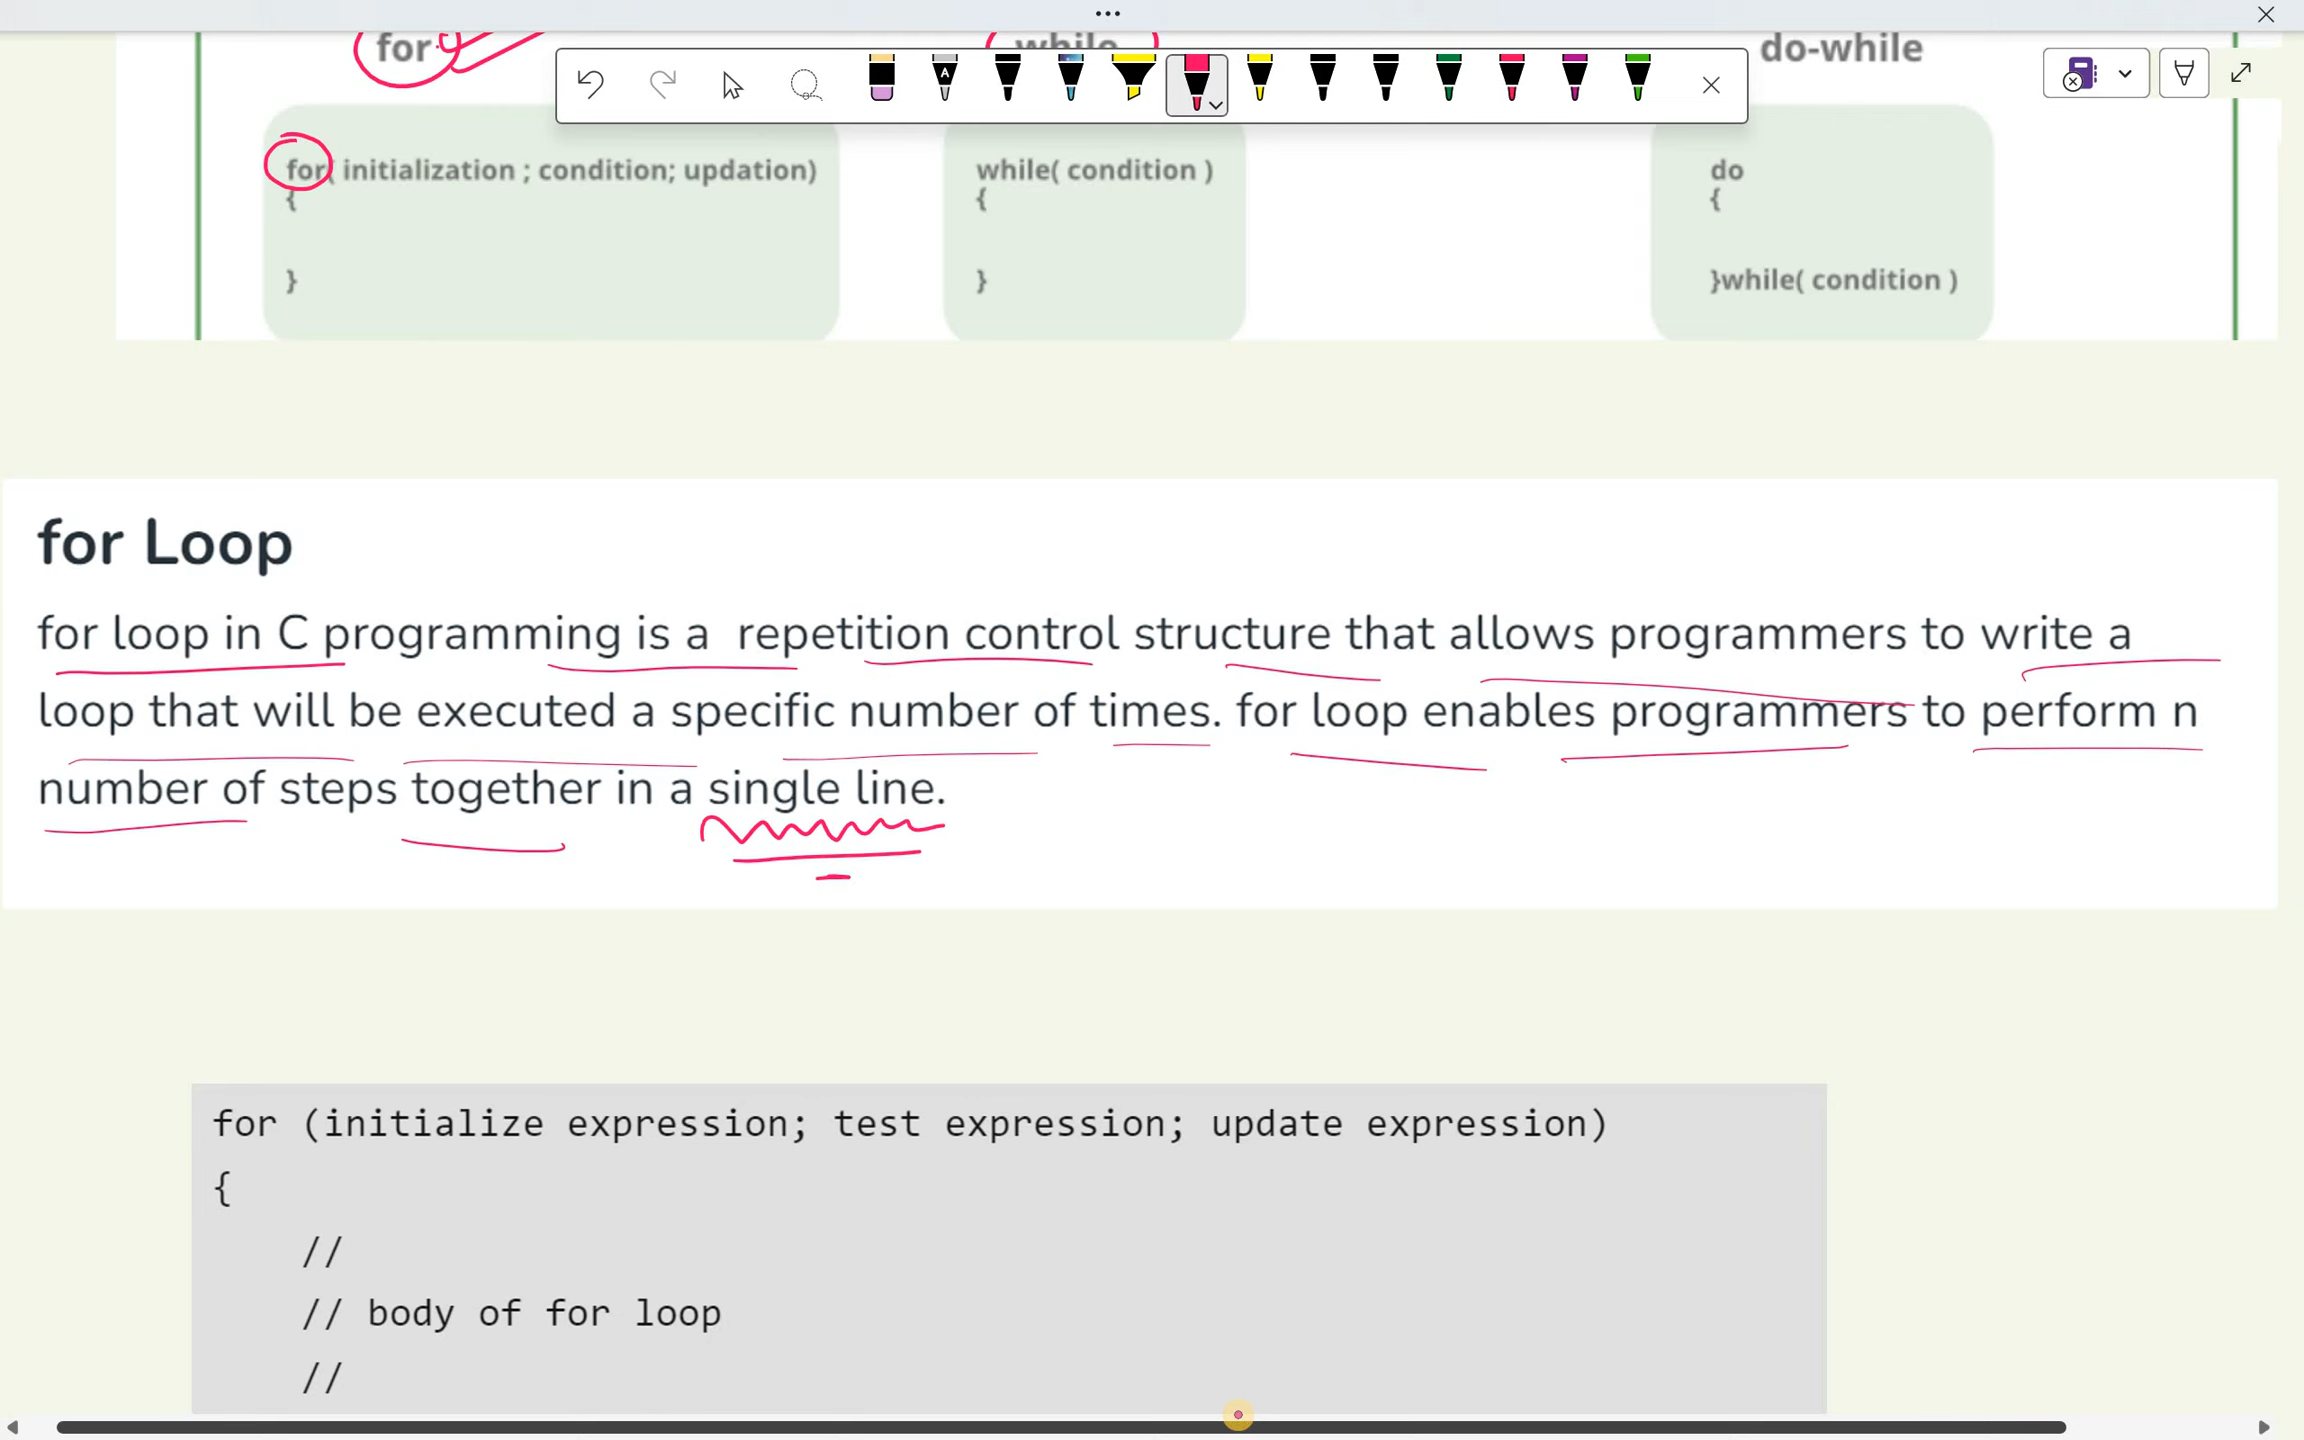 for
while
do-while
for( initialization ; condition; updation)
{
}
while( condition )
{
}
do
{
}while( condition )
for Loop
for loop in C programming is a repetition control structure that allows programmers to write a
loop that will be executed a specific number of times. for loop enables programmers to perform n
number of steps together in a single line.
for (initialize expression; test expression; update expression)
{
//
// body of for loop
//